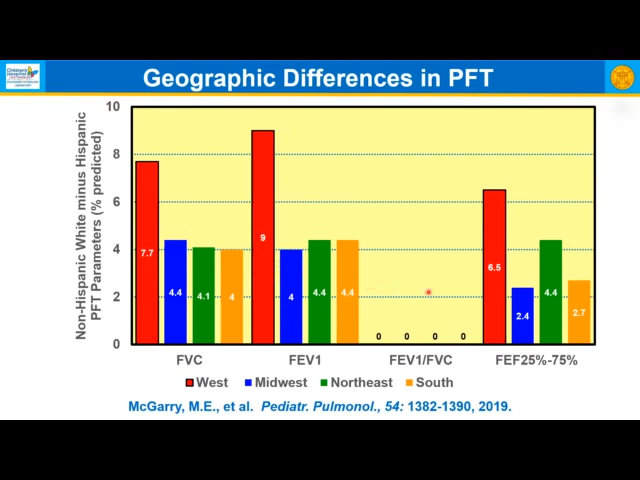 Children's
Hospital
Geographic Differences in PFT
Non-Hispanic White minus Hispanic
PFT Parameters (% predicted)
10
8
6
4
2
0
7.7
4.4
4.1
4
9
4
4.4
4.4
0
0
0
0
6.5
2.4
4.4
2.7
FVC
FEV1
FEV1/FVC
FEF25%-75%
West
Midwest
Northeast
South
McGarry, M.E., et al. Pediatr. Pulmonol., 54: 1382-1390, 2019.